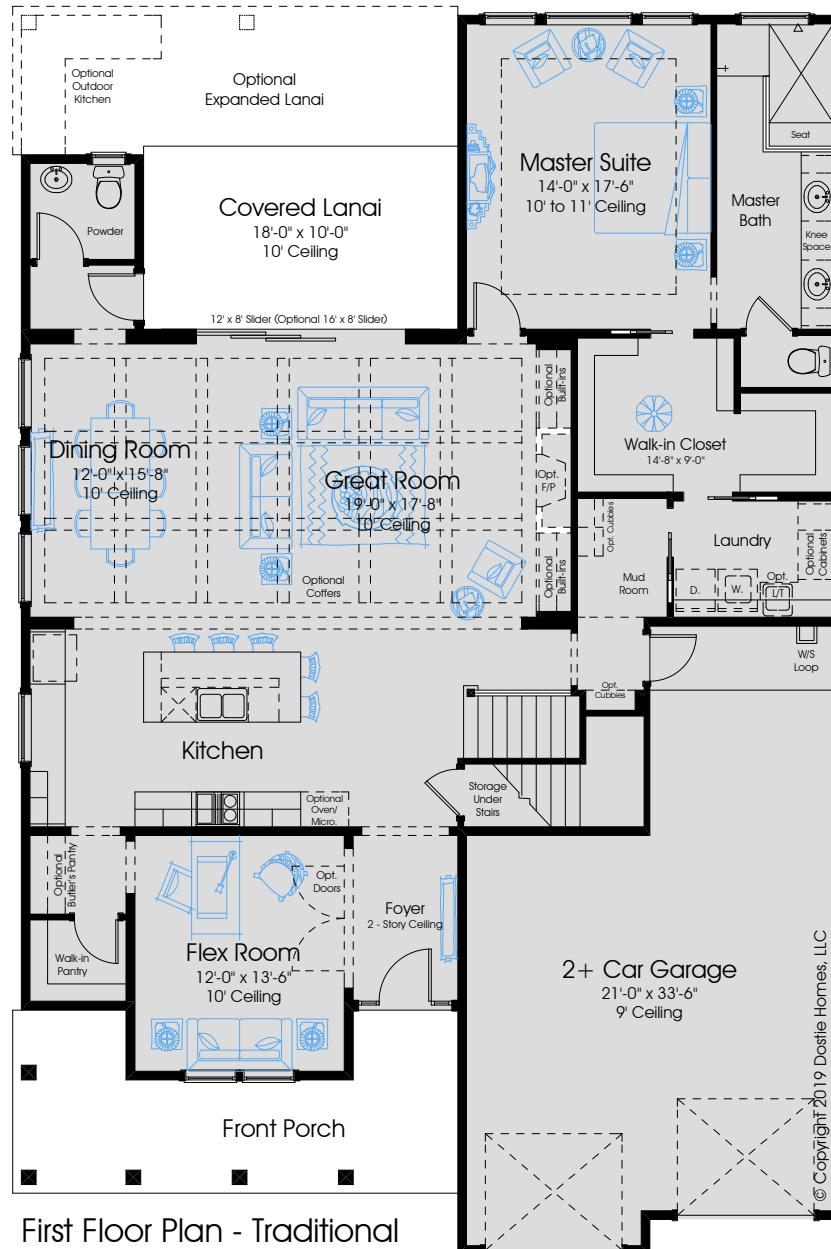 Optional
Outdoor
Kitchen
Optional
Expanded Lanai
Seat
Master Suite
14'-0" x 17'-6"
10' to 11' Ceiling
Master
Bath
Knee
Space
Powder
Covered Lanai
18'-0" x 10'-0"
10' Ceiling
12' x 8' Slider (Optional 16' x 8' Slider)
Optional
Built-ins
Dining Room
12'-0" x 15'-8"
10' Ceiling
Great Room
19'-0" x 17'-8"
10' Ceiling
Opt.
F/P
Walk-in Closet
14'-8" x 9'-0"
Optional
Coffers
Optional
Built-ins
Opt. Cubbies
Mud
Room
Laundry
Optional
Cabinets
D.
W.
Opt.
L/T
W/S
Loop
Opt.
Cubbies
Kitchen
Storage
Under
Stairs
Optional
Oven/
Micro.
Optional
Butler's Pantry
Opt.
Doors
Foyer
2 - Story Ceiling
Walk-in
Pantry
Flex Room
12'-0" x 13'-6"
10' Ceiling
2+ Car Garage
21'-0" x 33'-6"
9' Ceiling
Front Porch
© Copyright 2019 Dostie Homes, LLC
First Floor Plan - Traditional